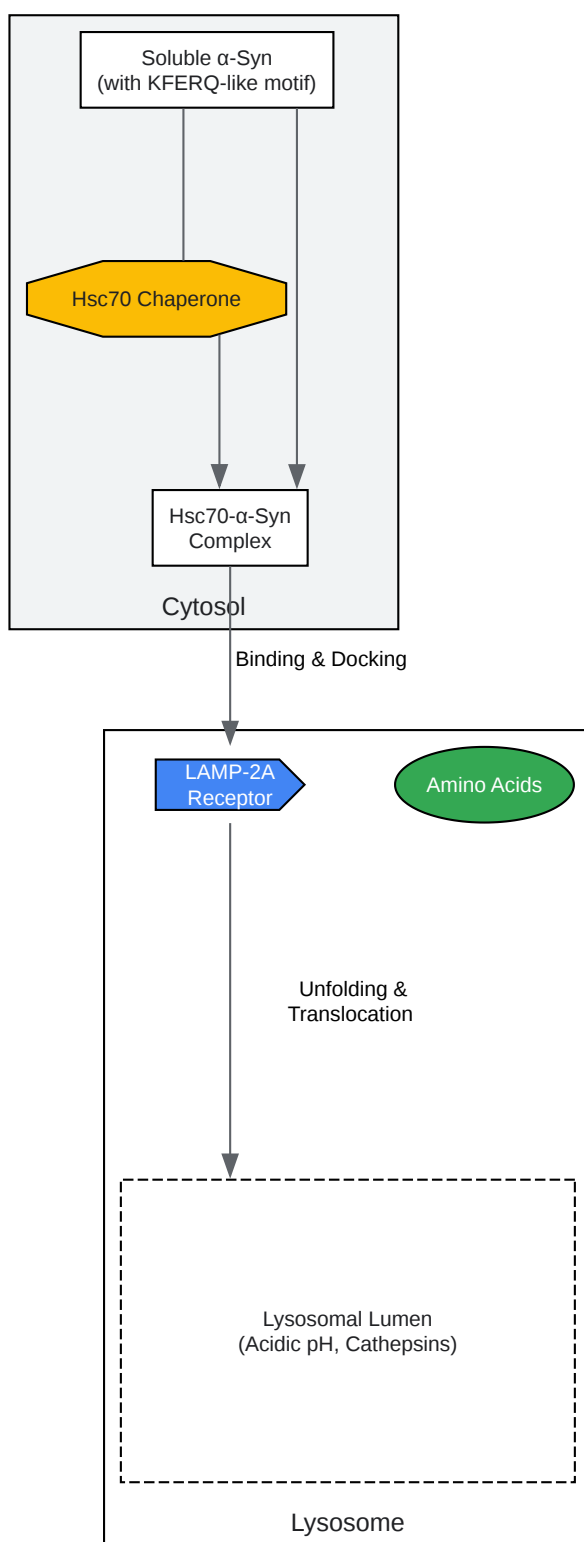 Soluble α-Syn
(with KFERQ-like motif)
Hsc70 Chaperone
Hsc70-α-Syn
Complex
Cytosol
Binding & Docking
LAMP-2A
Receptor
Amino Acids
Unfolding &
Translocation
Lysosomal Lumen
(Acidic pH, Cathepsins)
Lysosome